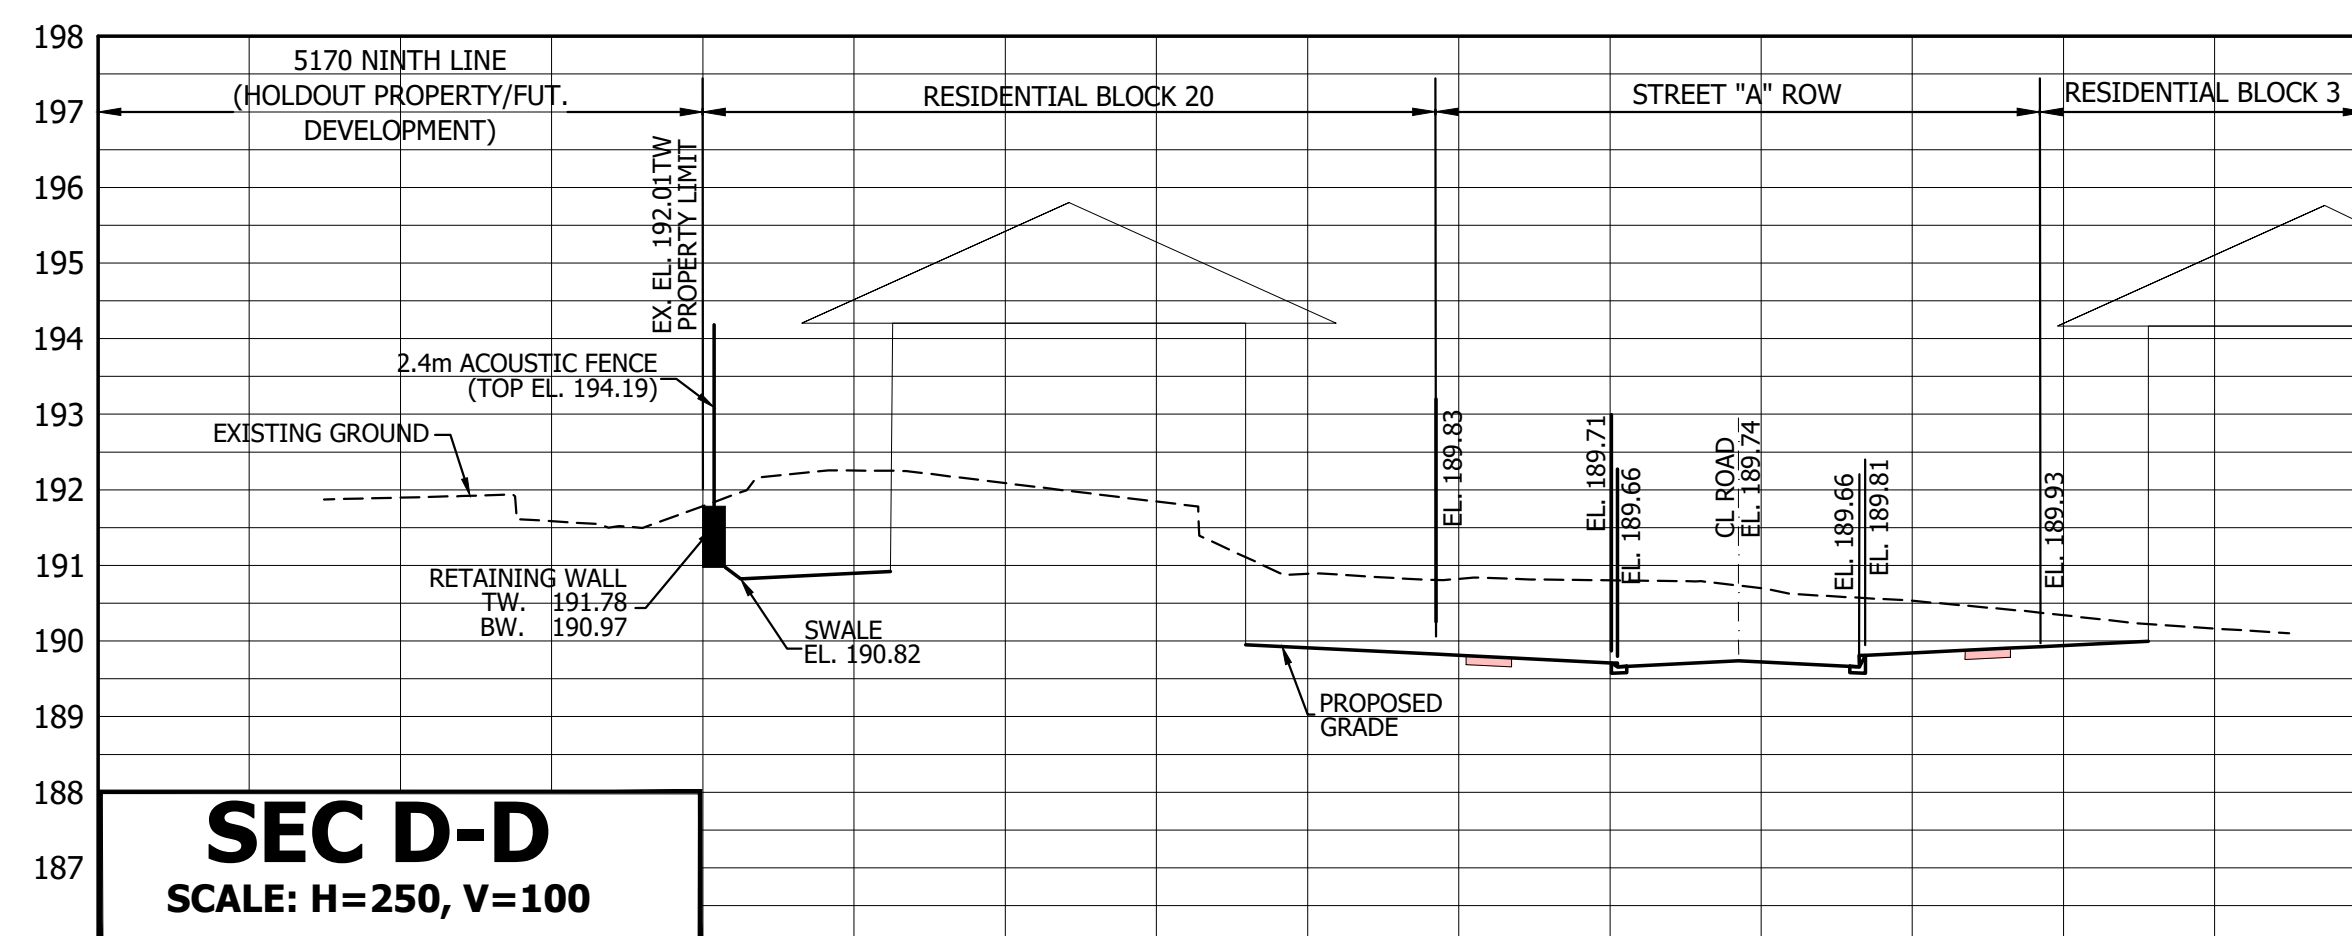 198
197
196
195
194
193
192
191
190
189
188
187
5170 NINTH LINE
(HOLDOUT PROPERTY/FUT.
DEVELOPMENT)
RESIDENTIAL BLOCK 20
STREET "A" ROW
RESIDENTIAL BLOCK 3
EX. EL. 192.01TW
PROPERTY LIMIT
2.4m ACOUSTIC FENCE
(TOP EL. 194.19)
EXISTING GROUND
RETAINING WALL
TW. 191.78
BW. 190.97
SWALE
EL. 190.82
EL. 189.83
EL. 189.71
EL. 189.66
CL ROAD
EL. 189.74
EL. 189.66
EL. 189.81
EL. 189.93
PROPOSED
GRADE
SEC D-D
SCALE: H=250, V=100